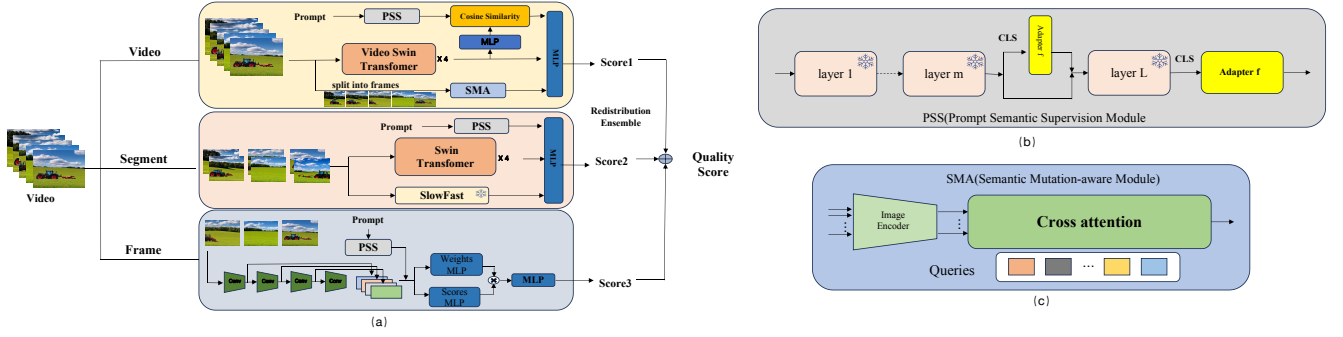 Video
Video
Segment
Frame
Prompt
PSS
Cosine Similarity
MLP
Video Swin
Transfomer
X 4
split into frames
SMA
MLP
Score1
Redistribution
Ensemble
Prompt
PSS
Swin
Transfomer
X 4
SlowFast
MLP
Score2
Quality
Score
Prompt
PSS
Conv
Conv
Conv
Conv
Weights
MLP
Scores
MLP
MLP
Score3
(a)
layer 1
layer m
CLS
Adapter f
layer L
CLS
Adapter f
PSS(Prompt Semantic Supervision Module
(b)
SMA(Semantic Mutation-aware Module)
Image
Encoder
Cross attention
Queries
...
(c)